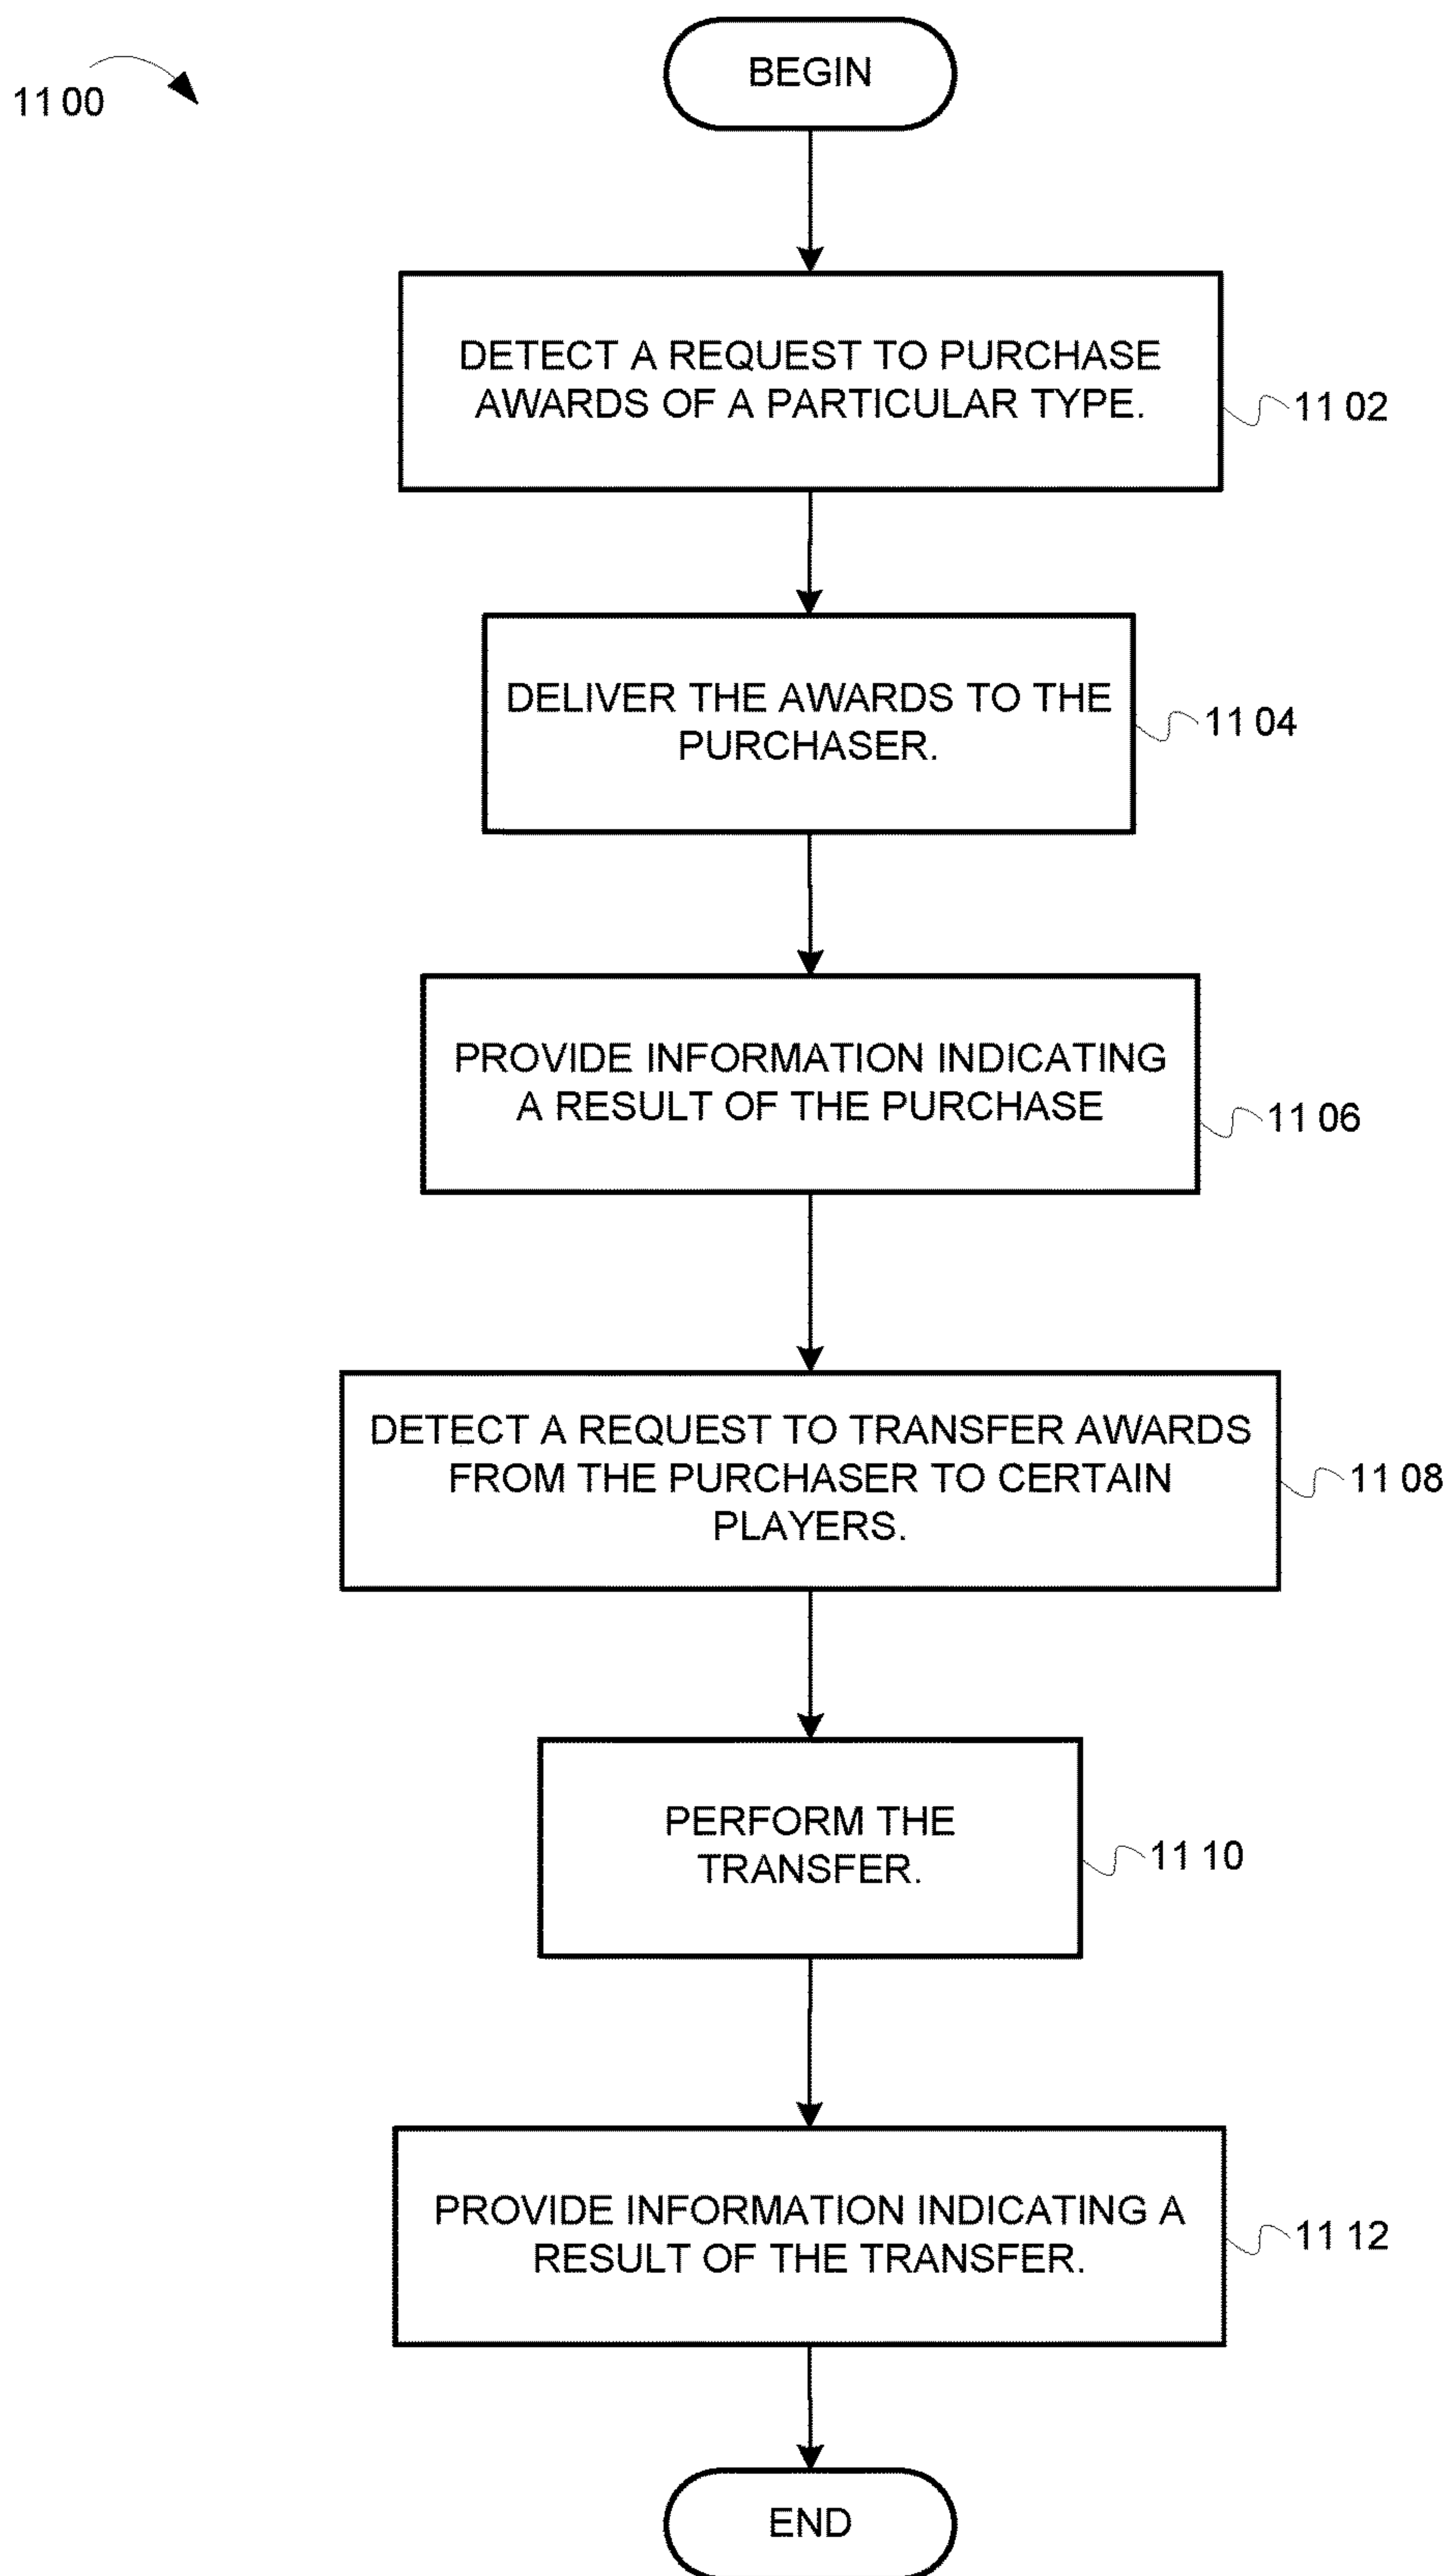 1100
BEGIN
DETECT A REQUEST TO PURCHASE
AWARDS OF A PARTICULAR TYPE.
1102
DELIVER THE AWARDS TO THE
PURCHASER.
1104
PROVIDE INFORMATION INDICATING
A RESULT OF THE PURCHASE
1106
DETECT A REQUEST TO TRANSFER AWARDS
FROM THE PURCHASER TO CERTAIN
PLAYERS.
1108
PERFORM THE
TRANSFER.
1110
PROVIDE INFORMATION INDICATING A
RESULT OF THE TRANSFER.
1112
END